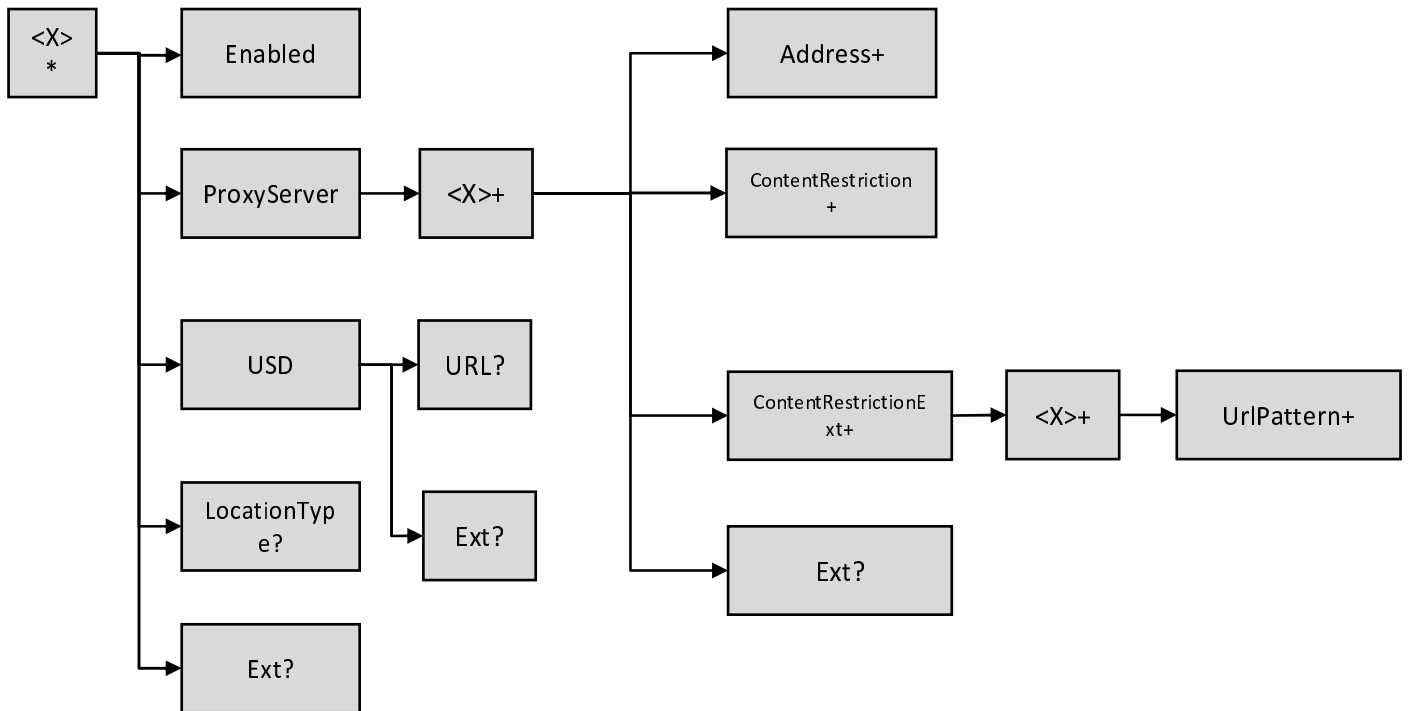 <X>
*
Enabled
Address+
ProxyServer
<X>+
ContentRestriction
+
USD
URL?
ContentRestrictionE
xt+
<X>+
UrlPattern+
LocationTyp
e?
Ext?
Ext?
Ext?